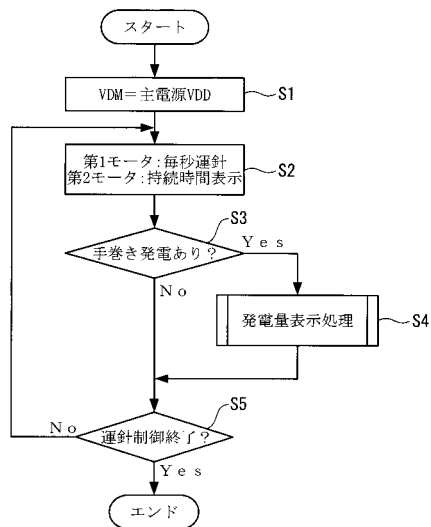 スタート
VDM＝主電源VDD
S1
第1モータ：毎秒運針
第2モータ：持続時間表示
S2
S3
手巻き発電あり？
Yes
No
発電量表示処理
S4
S5
No
運針制御終了？
Yes
エンド